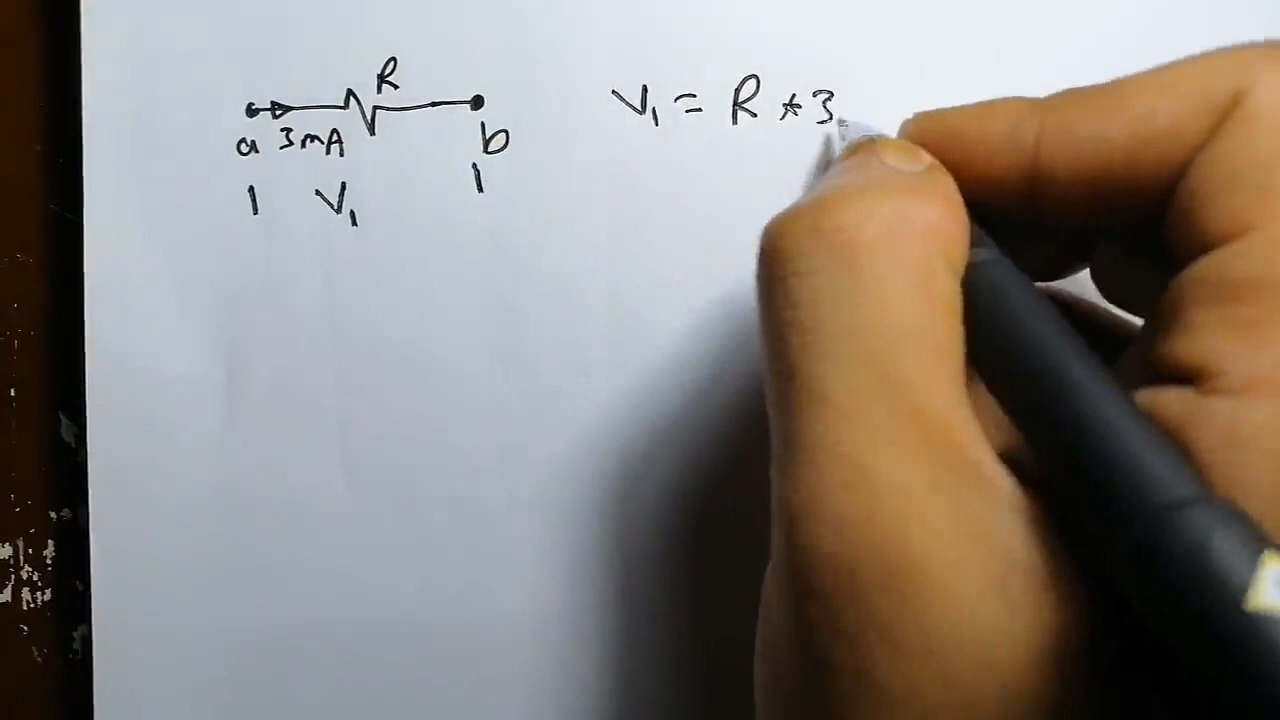 R
a 3mA b
| V₁ |
V₁ = R * 3